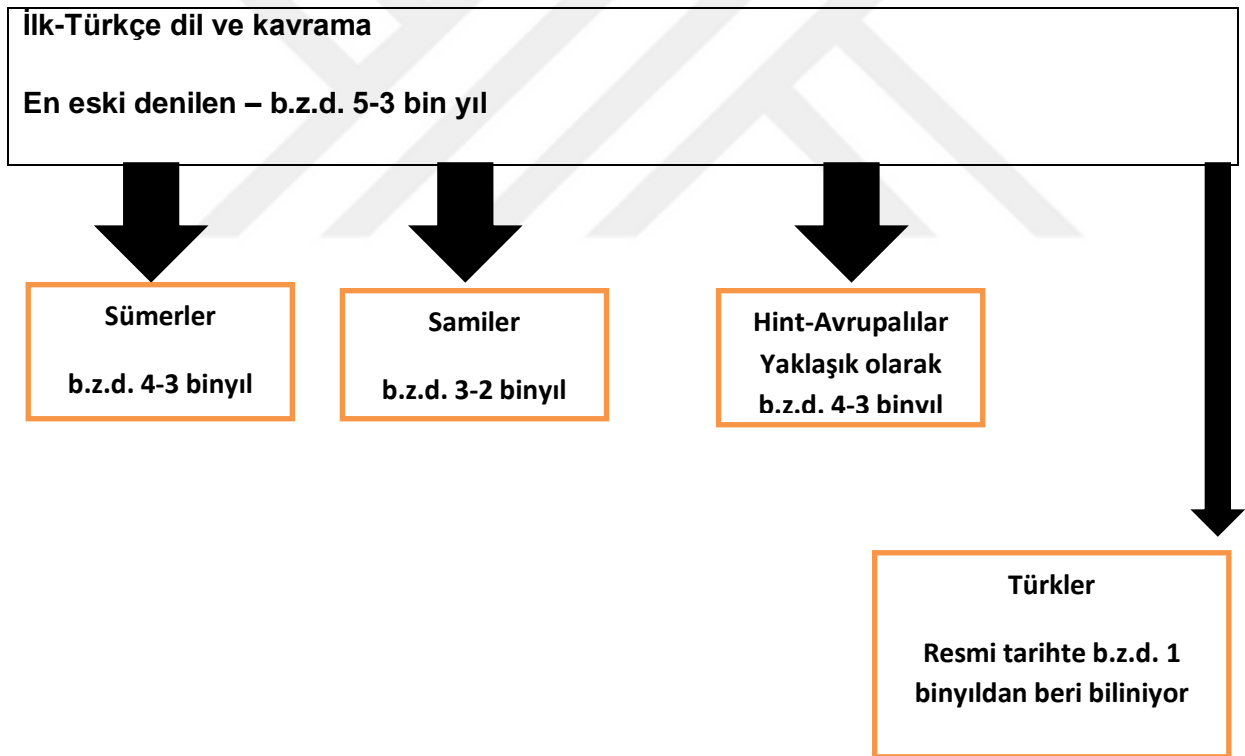 İlk-Türkçe dil ve kavrama
En eski denilen – b.z.d. 5-3 bin yıl
Sümerler
b.z.d. 4-3 binyıl
Samiler
b.z.d. 3-2 binyıl
Hint-Avrupalılar
Yaklaşık olarak
b.z.d. 4-3 binyıl
Türkler
Resmi tarihte b.z.d. 1
binyıldan beri biliniyor